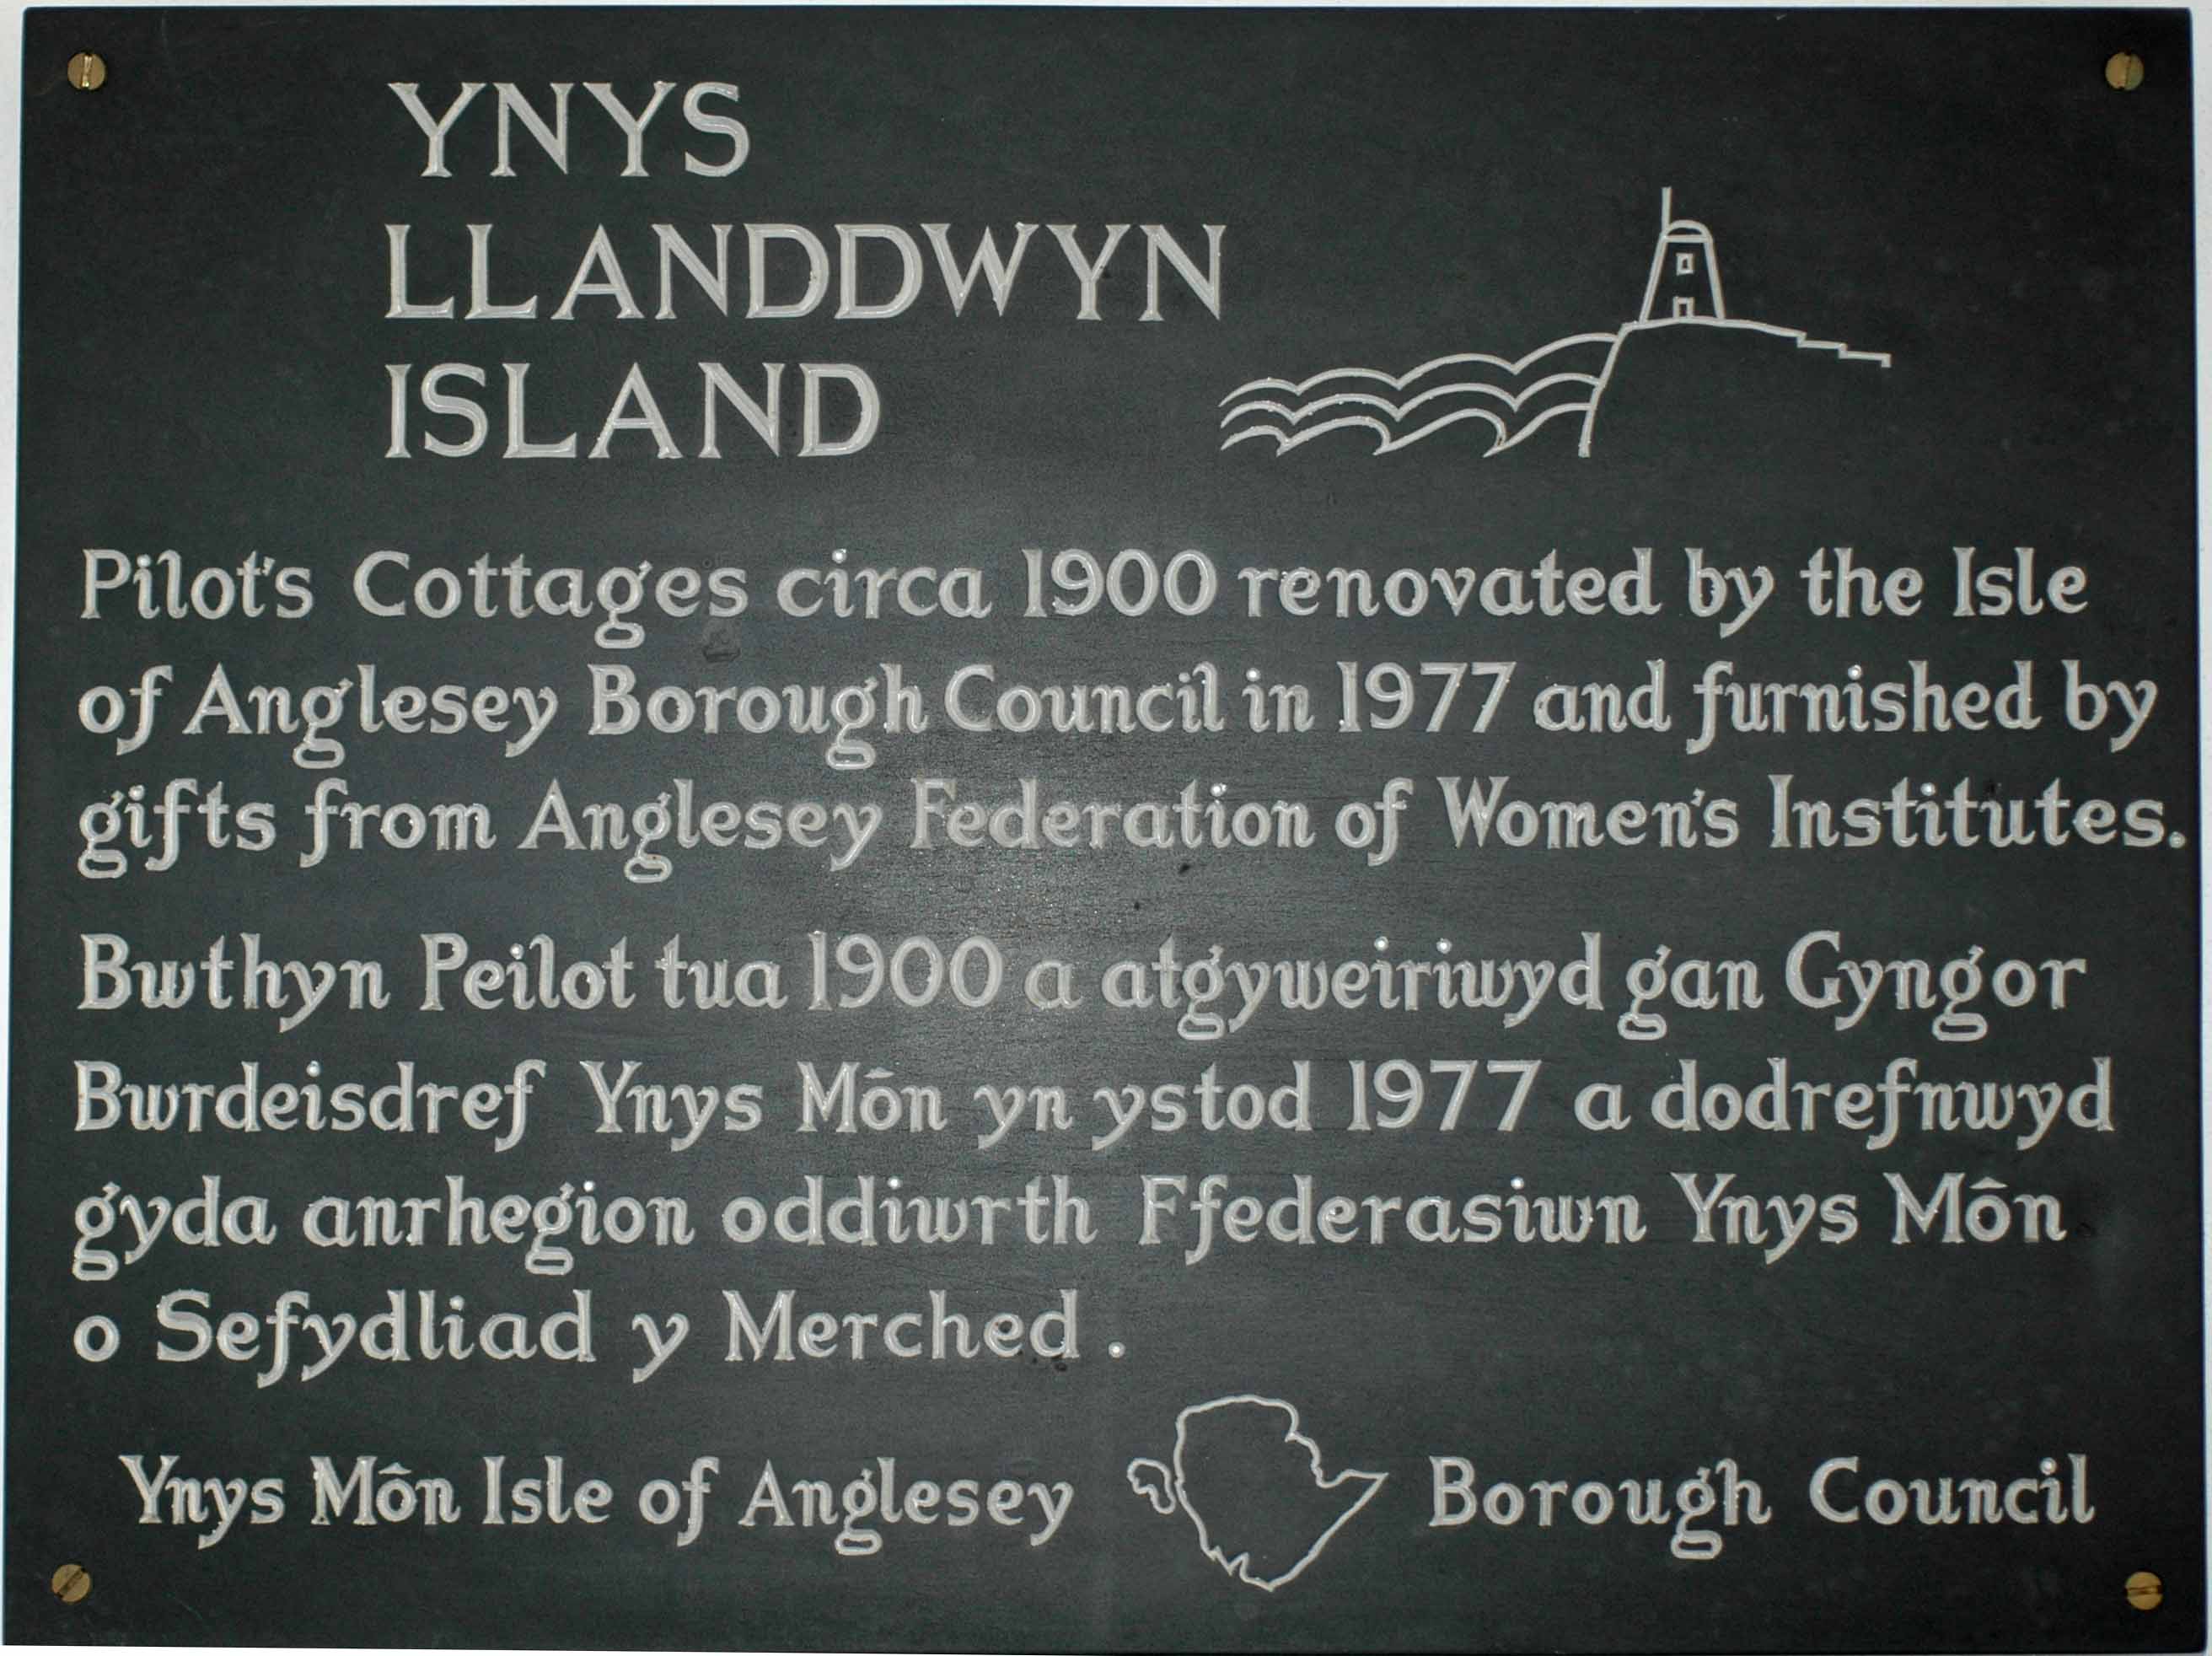 YNYS
LLANDDWYN
ISLAND
Pilot's Cottages circa 1900 renovated by the Isle
of Anglesey Borough Council in 1977 and furnished by
gifts from Anglesey Federation of Women's Institutes.
Bwthyn Peilot tua 1900 a atgyweiriwyd gan Gyngor
Bwrdeisdref Ynys Môn yn ystod 1977 a dodrefnwyd
gyda anrhegion oddiwrth Ffederasiwn Ynys Môn
o Sefydliad y Merched .
Ynys Môn Isle of Anglesey Borough Council